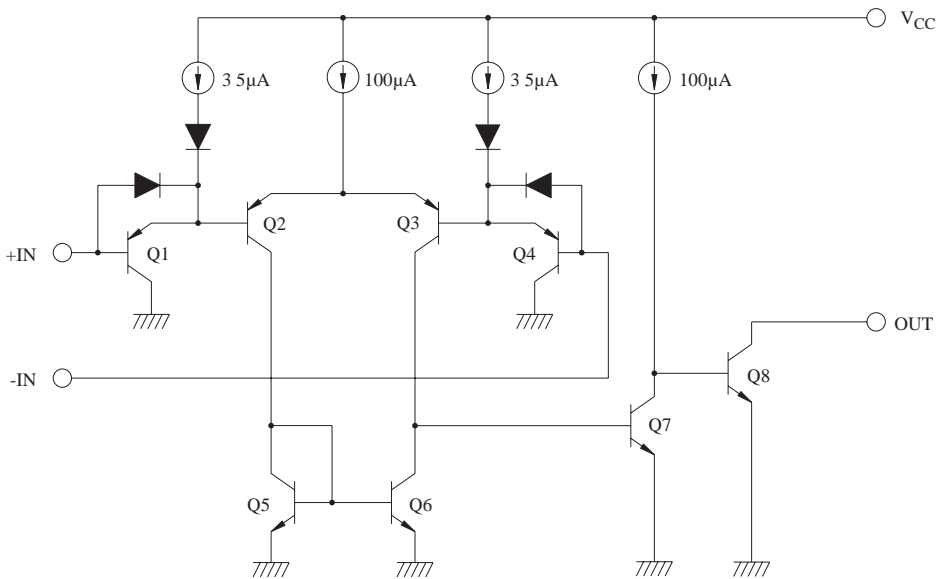 V_CC
3 5μA
100μA
3 5μA
100μA
Q2
Q3
+IN
Q1
Q4
OUT
-IN
Q8
Q7
Q5
Q6